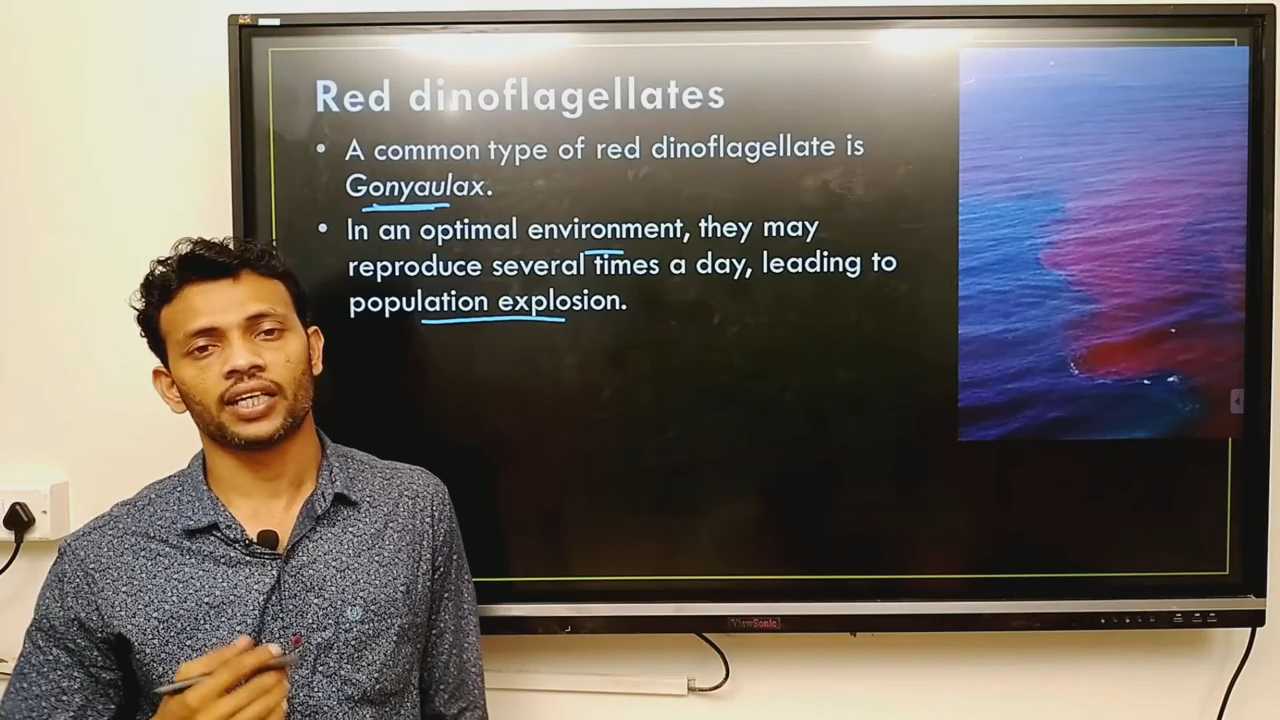 Red dinoflagellates
• A common type of red dinoflagellate is
Gonyaulax.
• In an optimal environment, they may
reproduce several times a day, leading to
population explosion.
ViewSonic